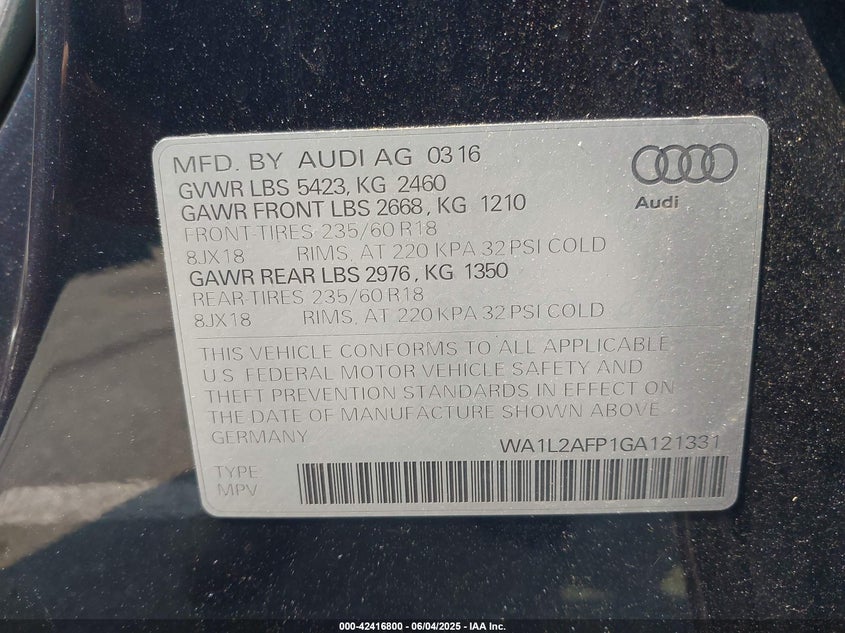 MFD. BY AUDI AG 0316
GVWR LBS 5423, KG 2460
GAWR FRONT LBS 2668, KG 1210
FRONT-TIRES 235/60 R18
8JX18 RIMS, AT 220 KPA 32 PSI COLD
GAWR REAR LBS 2976, KG 1350
REAR-TIRES 235/60 R18
8JX18 RIMS, AT 220 KPA 32 PSI COLD
Audi
THIS VEHICLE CONFORMS TO ALL APPLICABLE
U.S. FEDERAL MOTOR VEHICLE SAFETY AND
THEFT PREVENTION STANDARDS IN EFFECT ON
THE DATE OF MANUFACTURE SHOWN ABOVE
GERMANY
WA1L2AFP1GA121331
TYPE
MPV
000-42416800 - 06/04/2025 - IAA Inc.